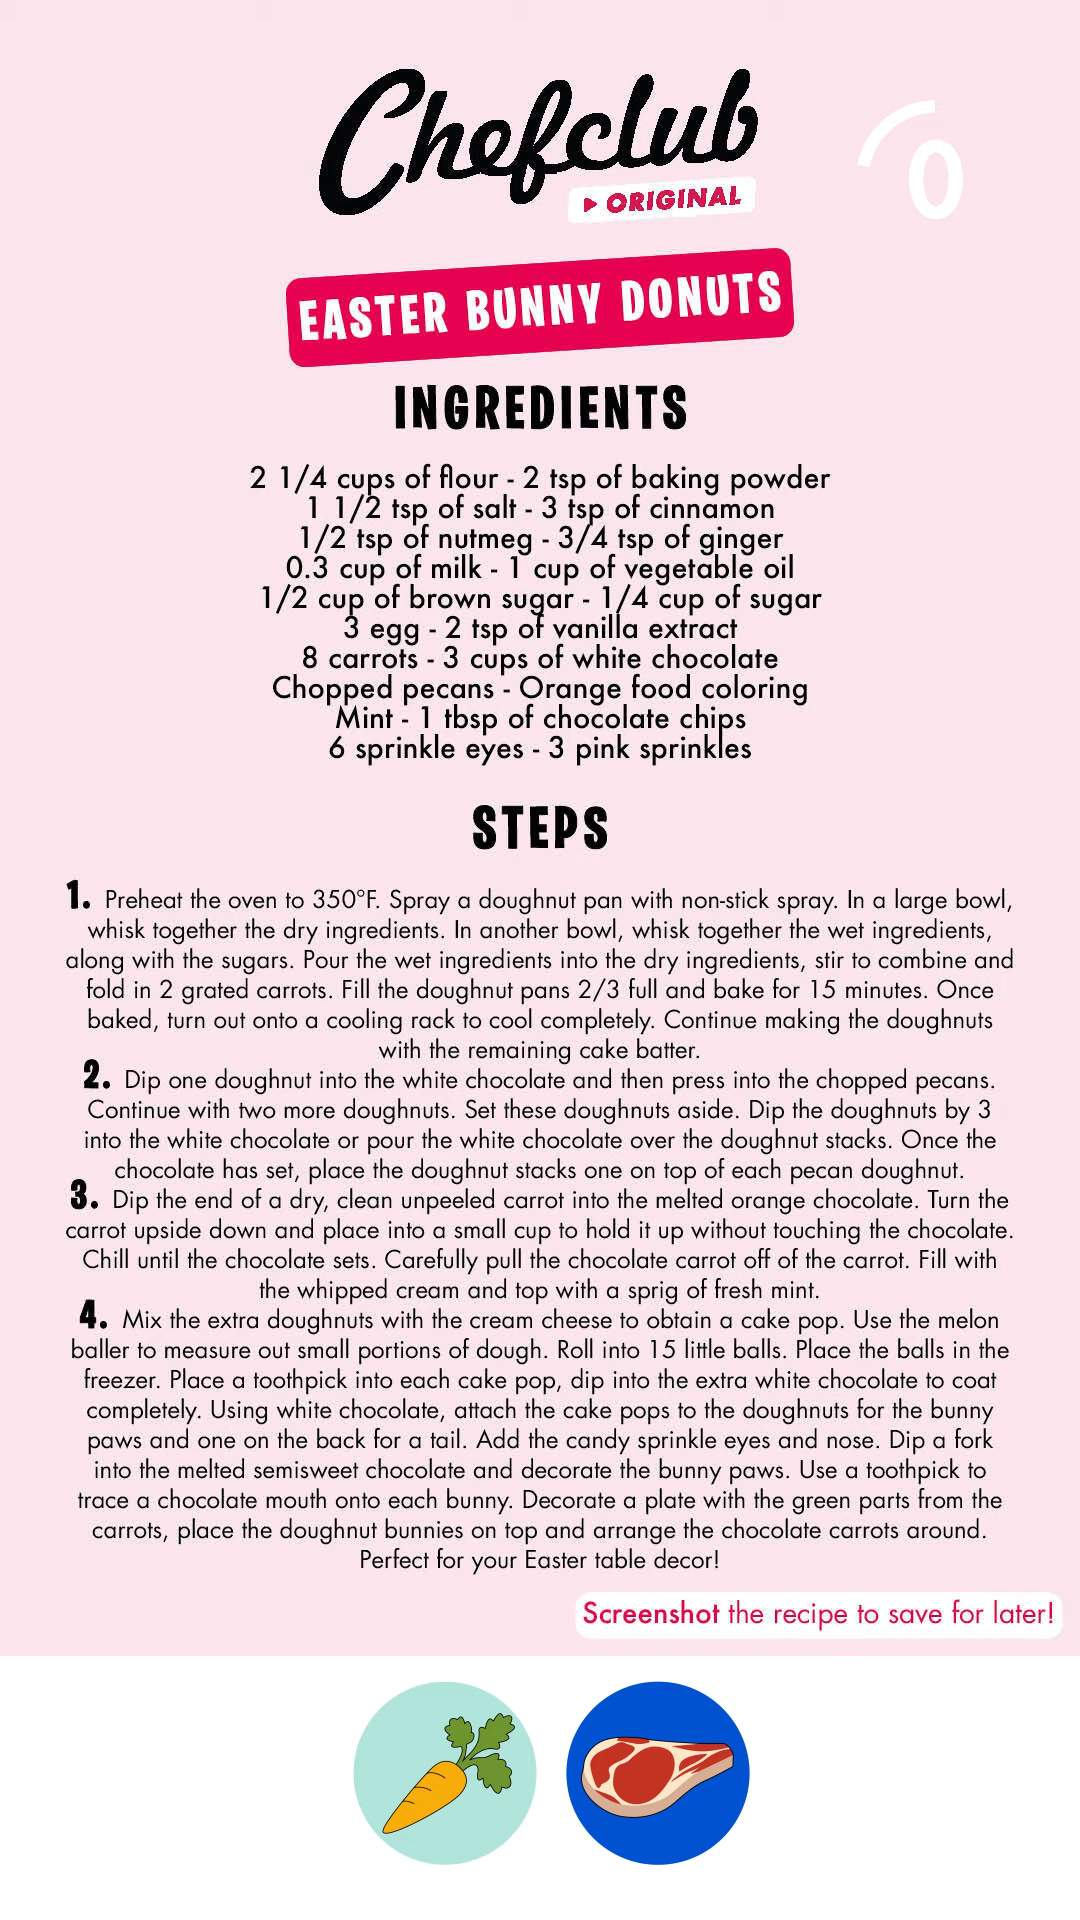 Chefclub
ORIGINAL
0
EASTER BUNNY DONUTS
INGREDIENTS
2 1/4 cups of flour - 2 tsp of baking powder
1 1/2 tsp of salt - 3 tsp of cinnamon
1/2 tsp of nutmeg - 3/4 tsp of ginger
0.3 cup of milk - 1 cup of vegetable oil
1/2 cup of brown sugar - 1/4 cup of sugar
3 egg - 2 tsp of vanilla extract
8 carrots - 3 cups of white chocolate
Chopped pecans - Orange food coloring
Mint - 1 tbsp of chocolate chips
6 sprinkle eyes - 3 pink sprinkles
STEPS
1. Preheat the oven to 350°F. Spray a doughnut pan with non-stick spray. In a large bowl,
whisk together the dry ingredients. In another bowl, whisk together the wet ingredients,
along with the sugars. Pour the wet ingredients into the dry ingredients, stir to combine and
fold in 2 grated carrots. Fill the doughnut pans 2/3 full and bake for 15 minutes. Once
baked, turn out onto a cooling rack to cool completely. Continue making the doughnuts
with the remaining cake batter.
2. Dip one doughnut into the white chocolate and then press into the chopped pecans.
Continue with two more doughnuts. Set these doughnuts aside. Dip the doughnuts by 3
into the white chocolate or pour the white chocolate over the doughnut stacks. Once the
chocolate has set, place the doughnut stacks one on top of each pecan doughnut.
3. Dip the end of a dry, clean unpeeled carrot into the melted orange chocolate. Turn the
carrot upside down and place into a small cup to hold it up without touching the chocolate.
Chill until the chocolate sets. Carefully pull the chocolate carrot off of the carrot. Fill with
the whipped cream and top with a sprig of fresh mint.
4. Mix the extra doughnuts with the cream cheese to obtain a cake pop. Use the melon
baller to measure out small portions of dough. Roll into 15 little balls. Place the balls in the
freezer. Place a toothpick into each cake pop, dip into the extra white chocolate to coat
completely. Using white chocolate, attach the cake pops to the doughnuts for the bunny
paws and one on the back for a tail. Add the candy sprinkle eyes and nose. Dip a fork
into the melted semisweet chocolate and decorate the bunny paws. Use a toothpick to
trace a chocolate mouth onto each bunny. Decorate a plate with the green parts from the
carrots, place the doughnut bunnies on top and arrange the chocolate carrots around.
Perfect for your Easter table decor!
Screenshot the recipe to save for later!